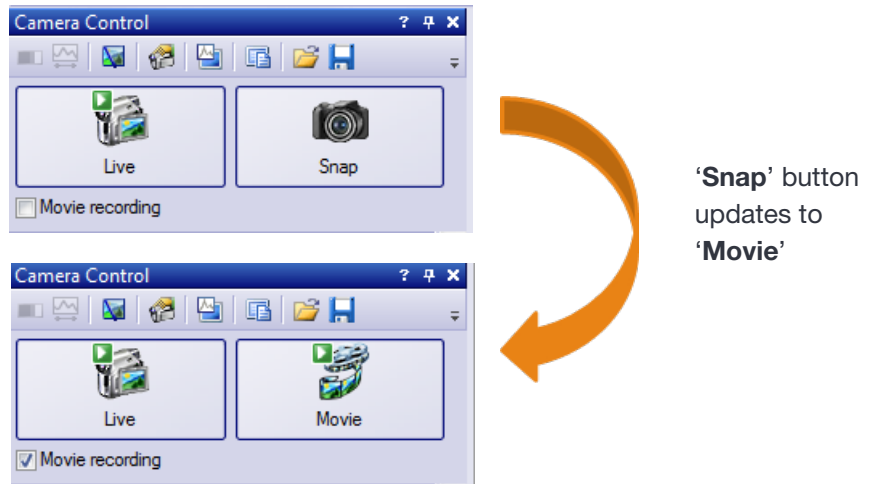 Camera Control ?
Live Snap
Movie recording
‘Snap’ button
updates to
‘Movie’
Camera Control ?
Live Movie
Movie recording